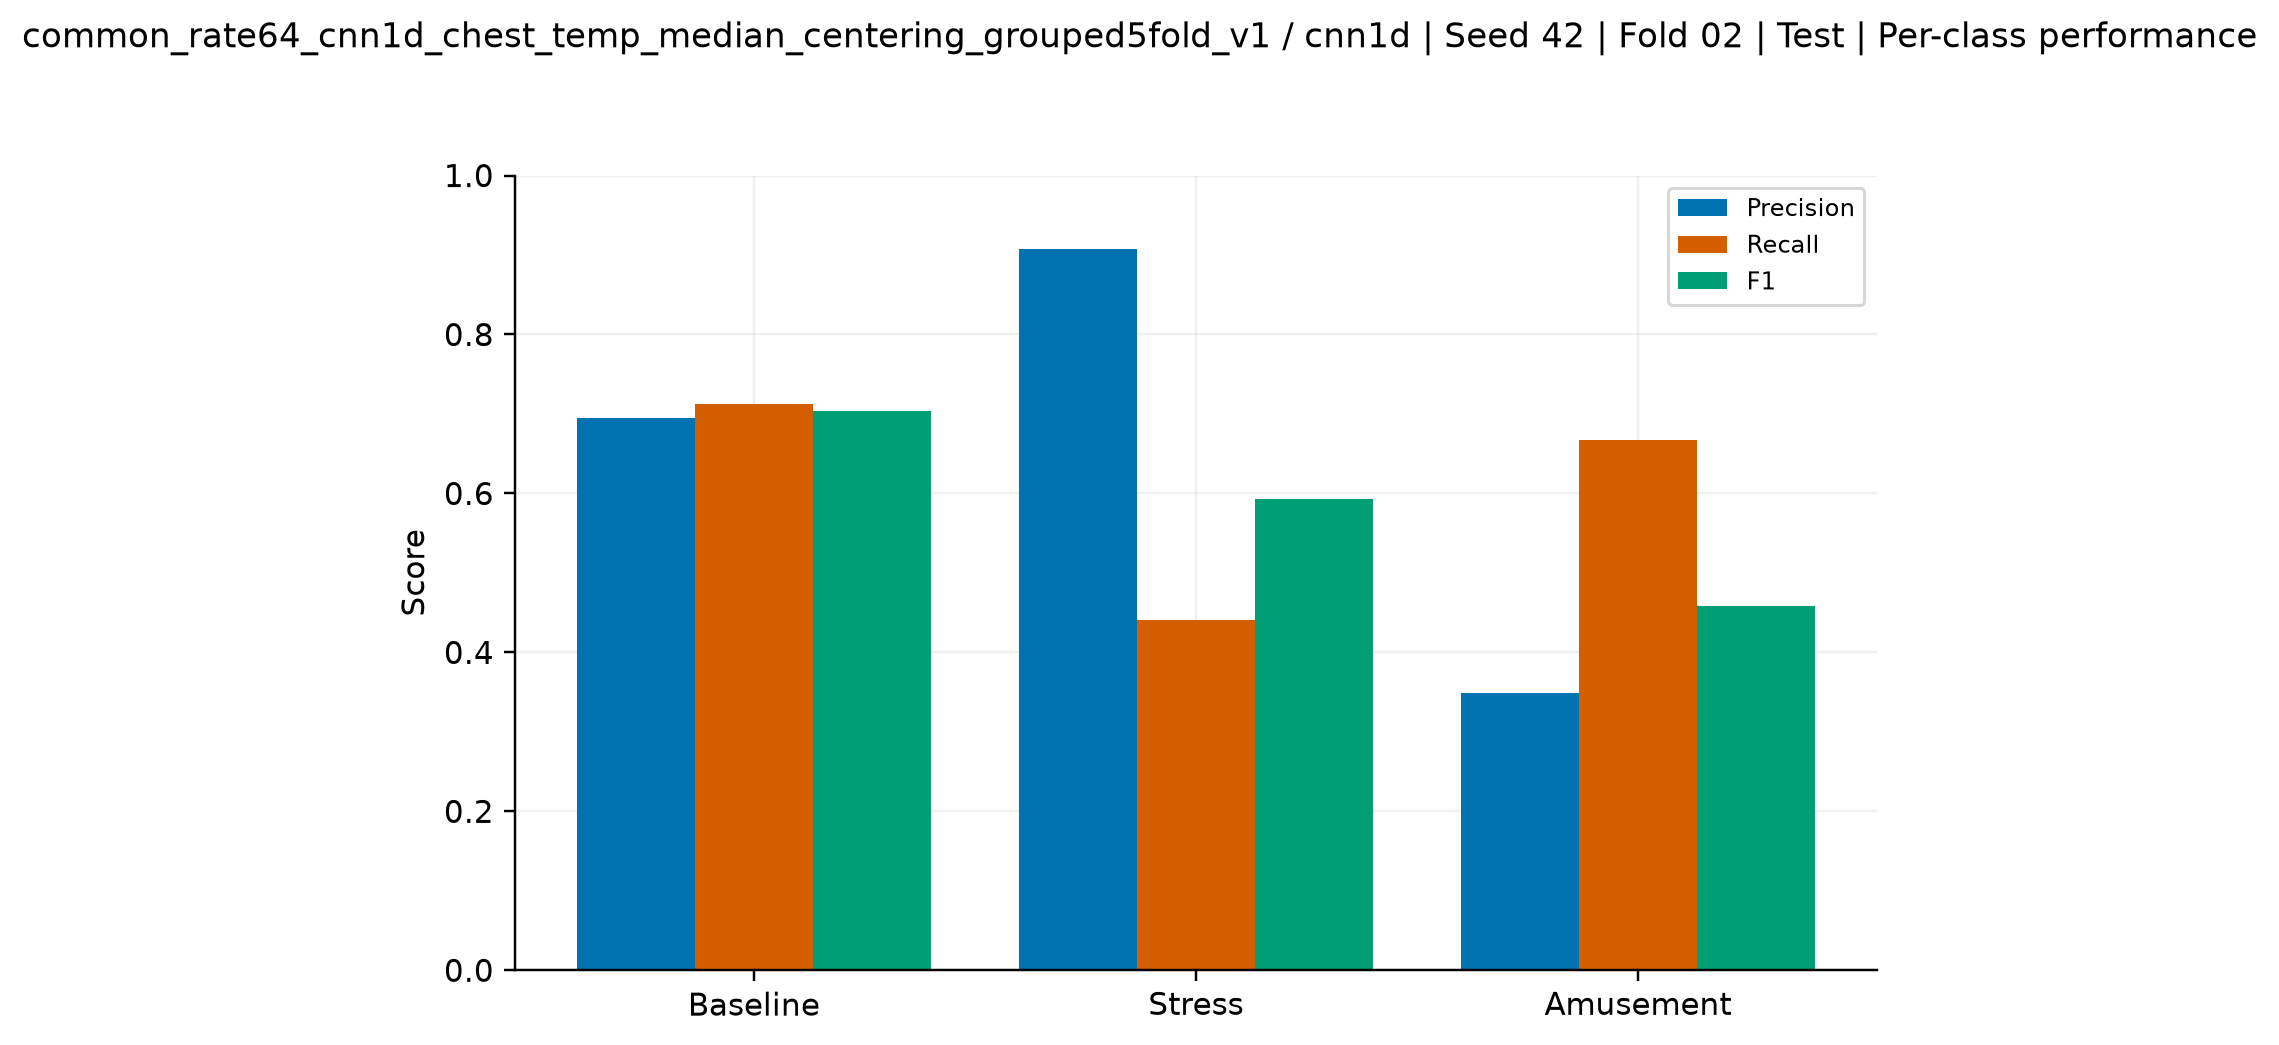 common_rate64_cnn1d_chest_temp_median_centering_grouped5fold_v1 / cnn1d | Seed 42 | Fold 02 | Test | Per-class performance
1.0
0.8
0.6
0.4
0.2
0.0
Score
Precision
Recall
F1
Baseline
Stress
Amusement